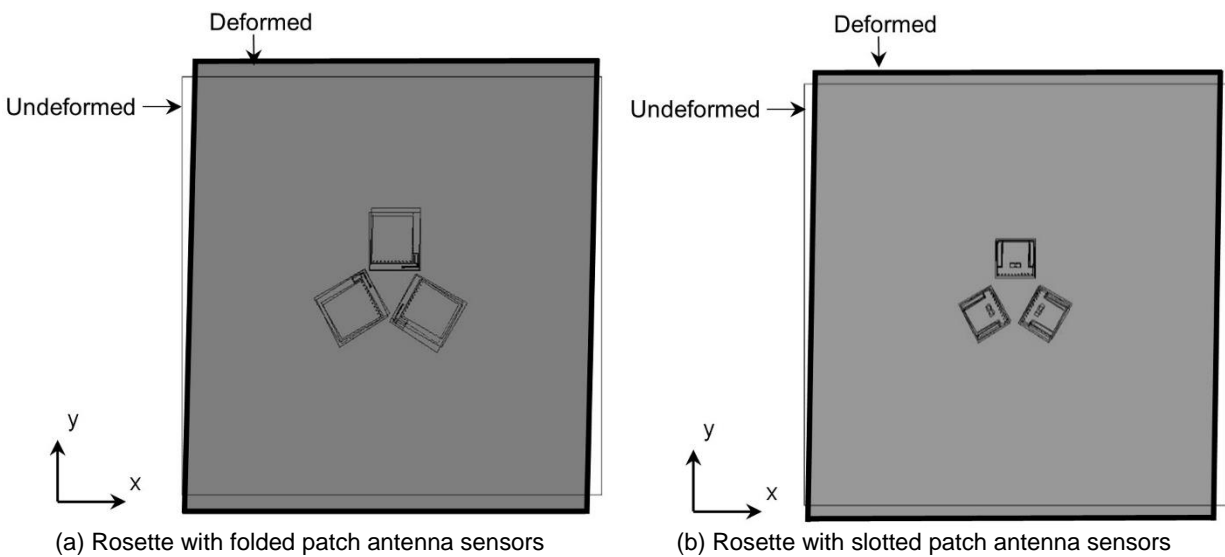 Deformed
Undeformed
y
x
(a) Rosette with folded patch antenna sensors
Deformed
Undeformed
y
x
(b) Rosette with slotted patch antenna sensors